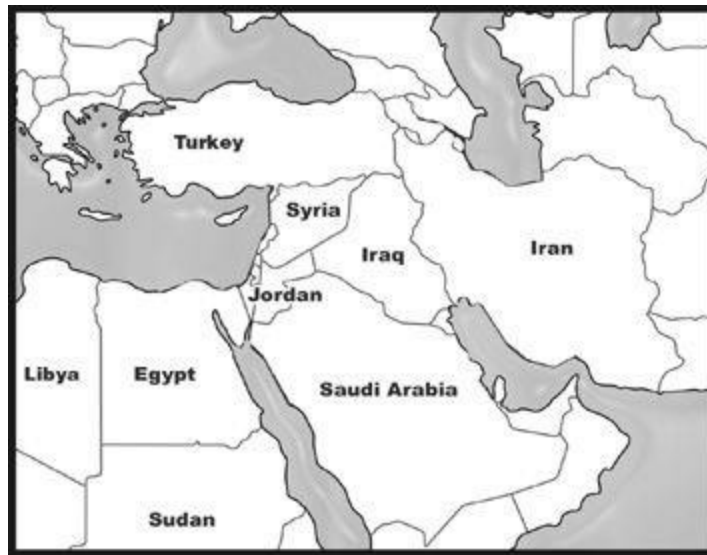 Turkey
Syria
Iraq
Iran
Jordan
Libya
Egypt
Saudi Arabia
Sudan